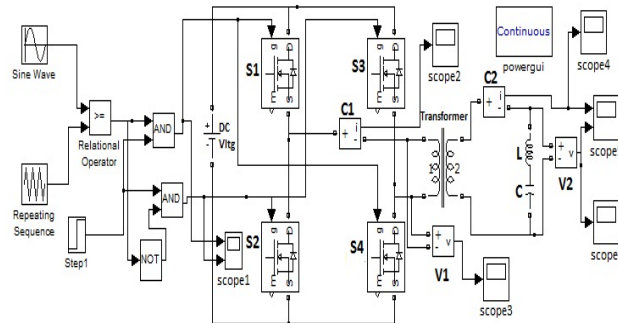 Continuous
powergui
Sine Wave
S1
S3
scope2
scope4
C1
C2
i
i
>=
Relational
Operator
AND
DC
Vltg
Transformer
1
2
L
C
v
V2
Repeating
Sequence
AND
Step1
NOT
scope1
S2
S4
v
V1
scope3
scope
scope
g
D
m
S
g
D
m
S
g
D
m
S
g
D
m
S